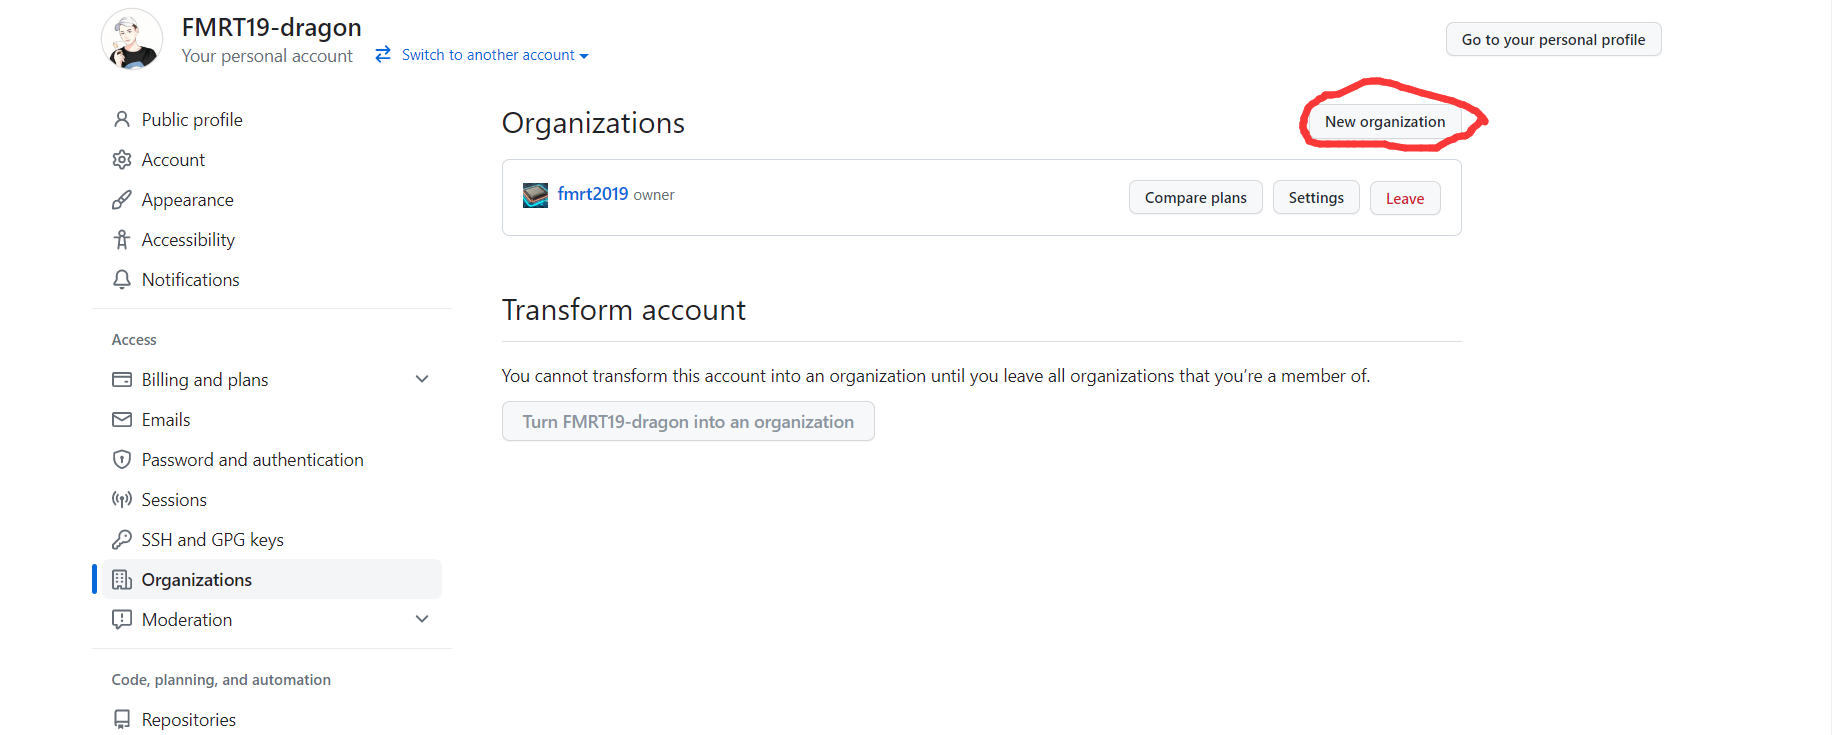 FMRT19-dragon
Your personal account Switch to another account
Go to your personal profile
Public profile
Account
Appearance
Accessibility
Notifications
Access
Billing and plans
Emails
Password and authentication
Sessions
SSH and GPG keys
Organizations
Moderation
Code, planning, and automation
Repositories
Organizations
New organization
fmrt2019 owner
Compare plans
Settings
Leave
Transform account
You cannot transform this account into an organization until you leave all organizations that you’re a member of.
Turn FMRT19-dragon into an organization